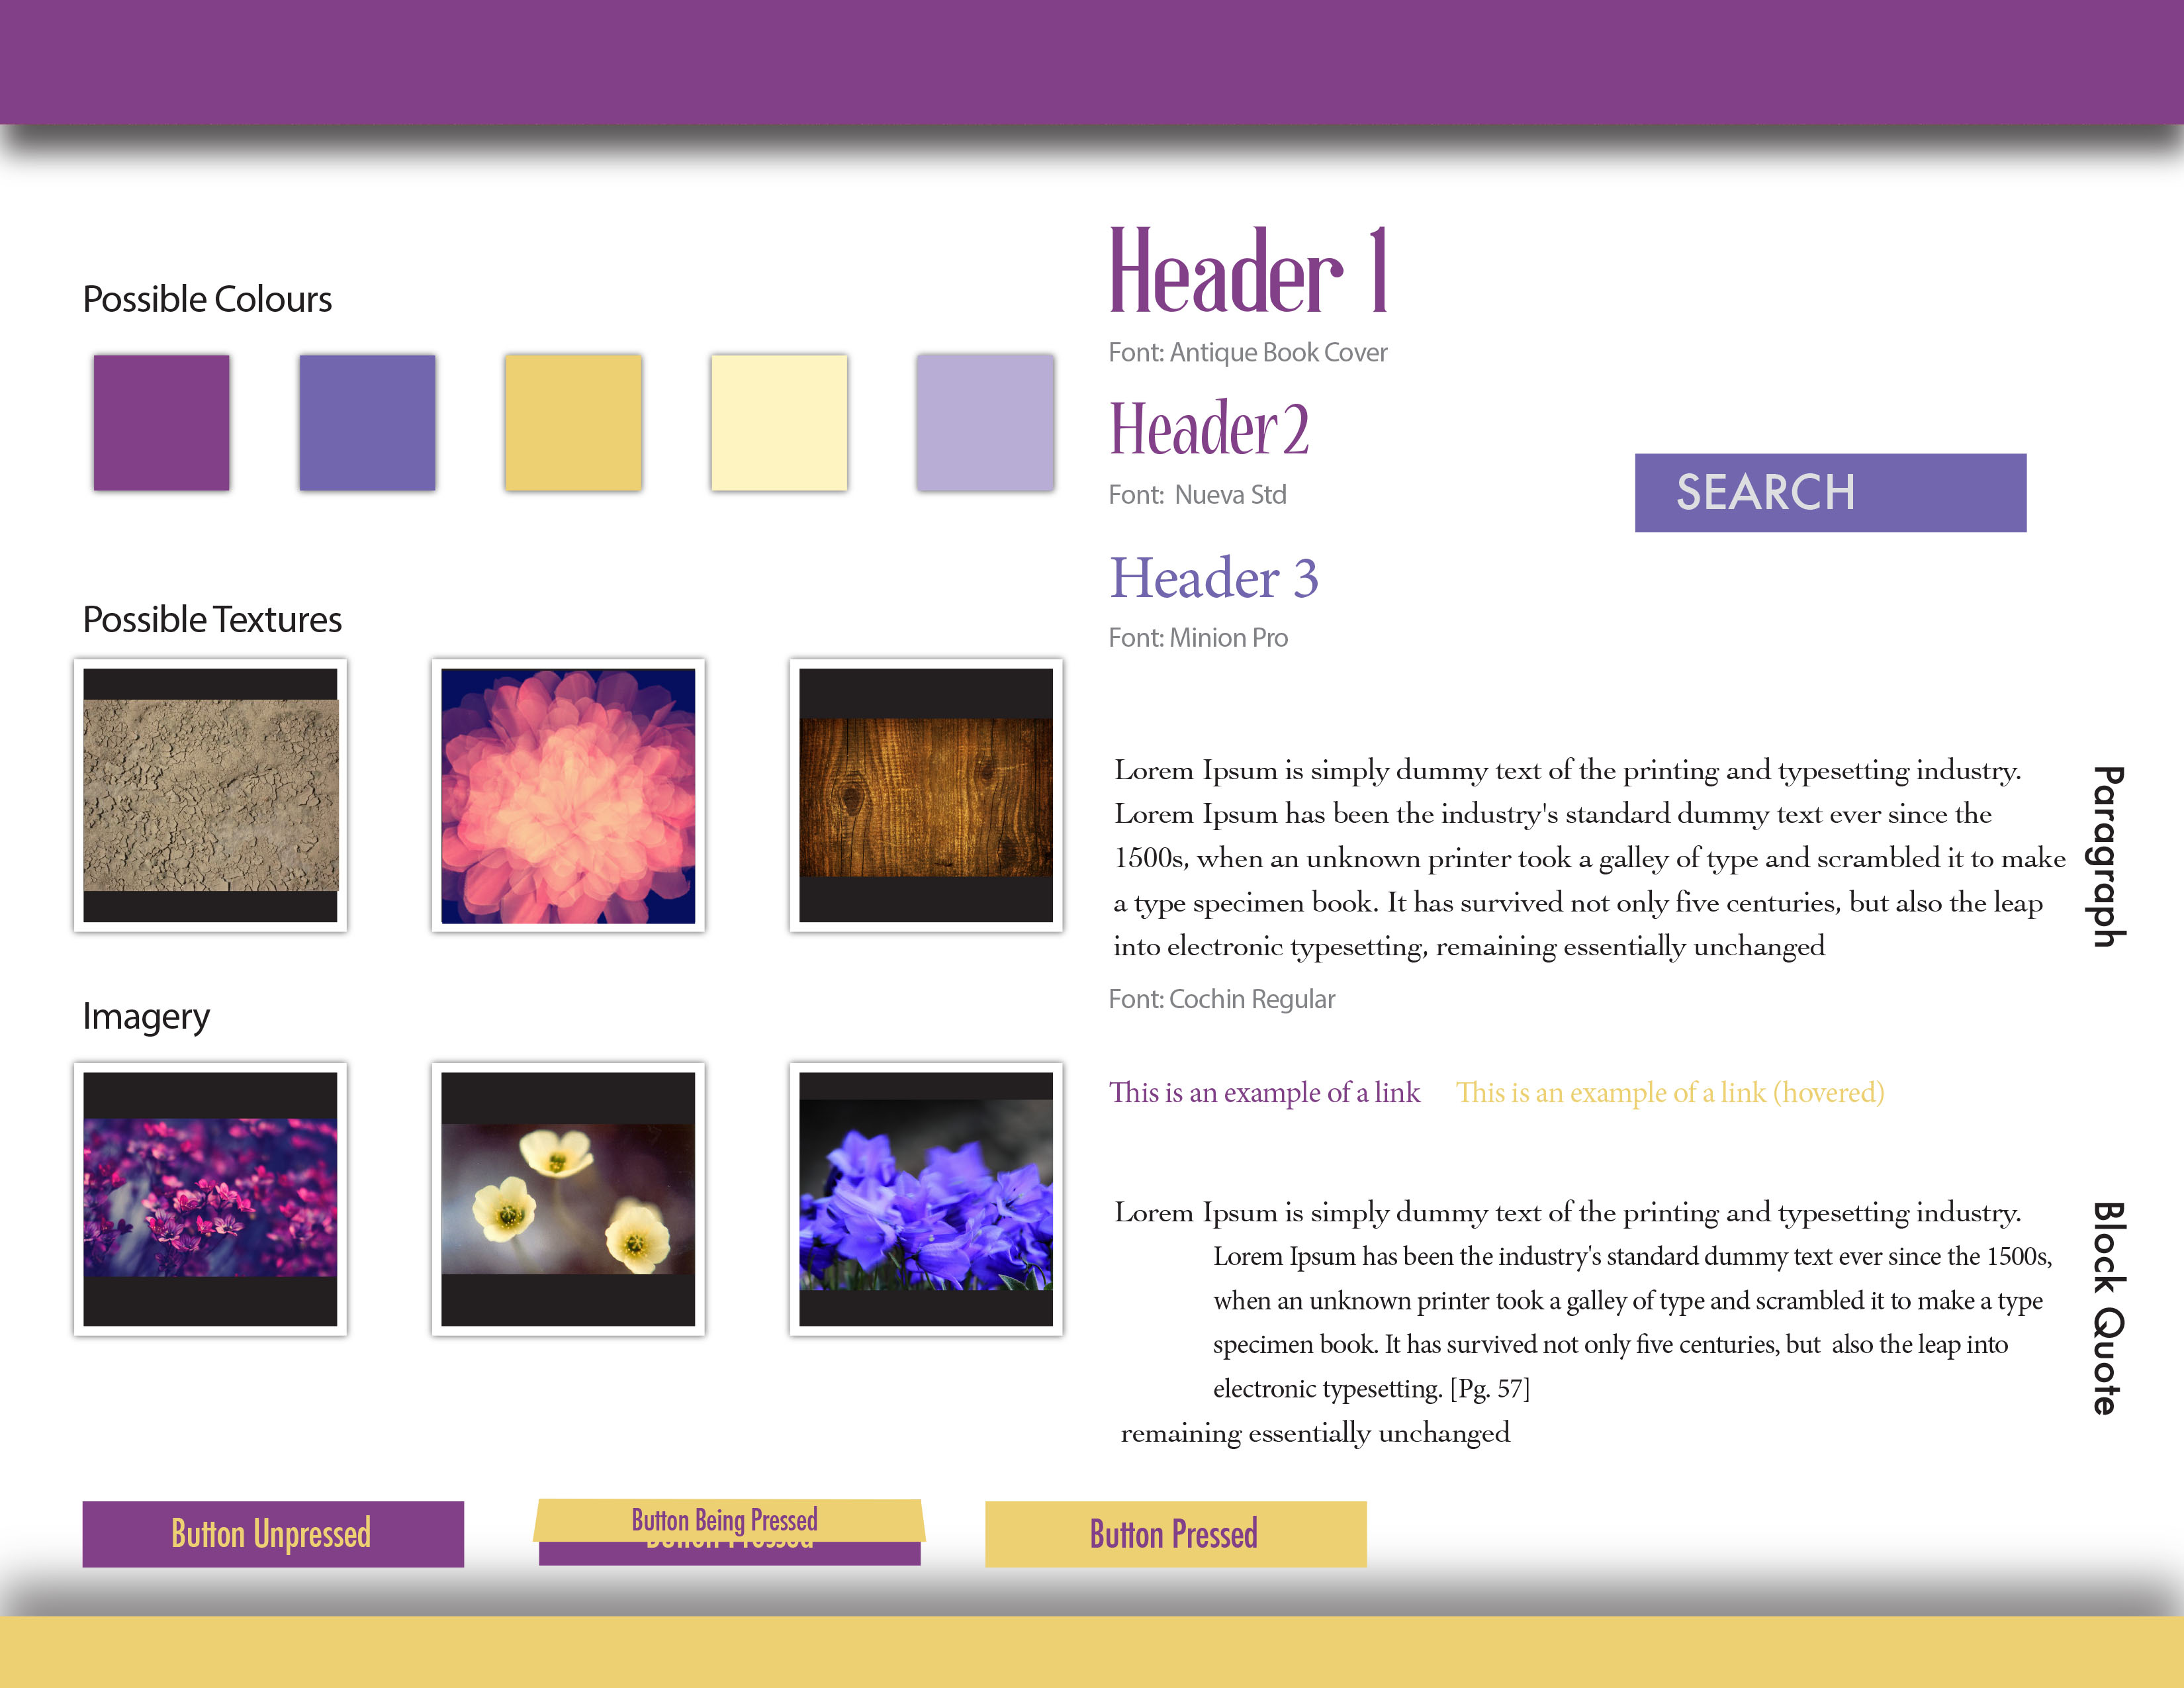 Possible Colours
Possible Textures
Imagery
Header 1
Font: Antique Book Cover
Header 2
Font: Nueva Std
Header 3
Font: Minion Pro
SEARCH
Lorem Ipsum is simply dummy text of the printing and typesetting industry.
Lorem Ipsum has been the industry's standard dummy text ever since the
1500s, when an unknown printer took a galley of type and scrambled it to make
a type specimen book. It has survived not only five centuries, but also the leap
into electronic typesetting, remaining essentially unchanged
Paragraph
Font: Cochin Regular
This is an example of a link
This is an example of a link (hovered)
Lorem Ipsum is simply dummy text of the printing and typesetting industry.
Lorem Ipsum has been the industry's standard dummy text ever since the 1500s,
when an unknown printer took a galley of type and scrambled it to make a type
specimen book. It has survived not only five centuries, but also the leap into
electronic typesetting. [Pg. 57]
remaining essentially unchanged
Block Quote
Button Unpressed
Button Being Pressed
Button Pressed
Button Pressed